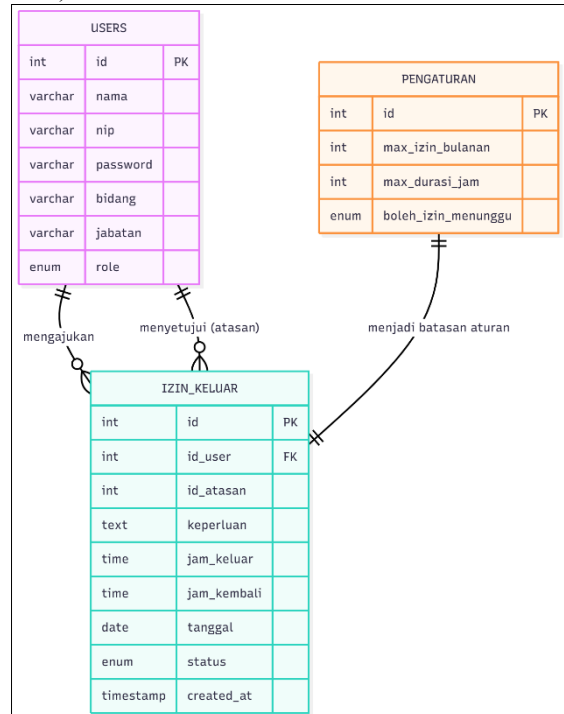 USERS
int id PK
varchar nama
varchar nip
varchar password
varchar bidang
varchar jabatan
enum role
PENGATURAN
int id PK
int max_izin_bulanan
int max_durasi_jam
enum boleh_izin_menunggu
mengajukan
menyetujui (atasan)
menjadi batasan aturan
IZIN_KELUAR
int id PK
int id_user FK
int id_atasan
text keperluan
time jam_keluar
time jam_kembali
date tanggal
enum status
timestamp created_at